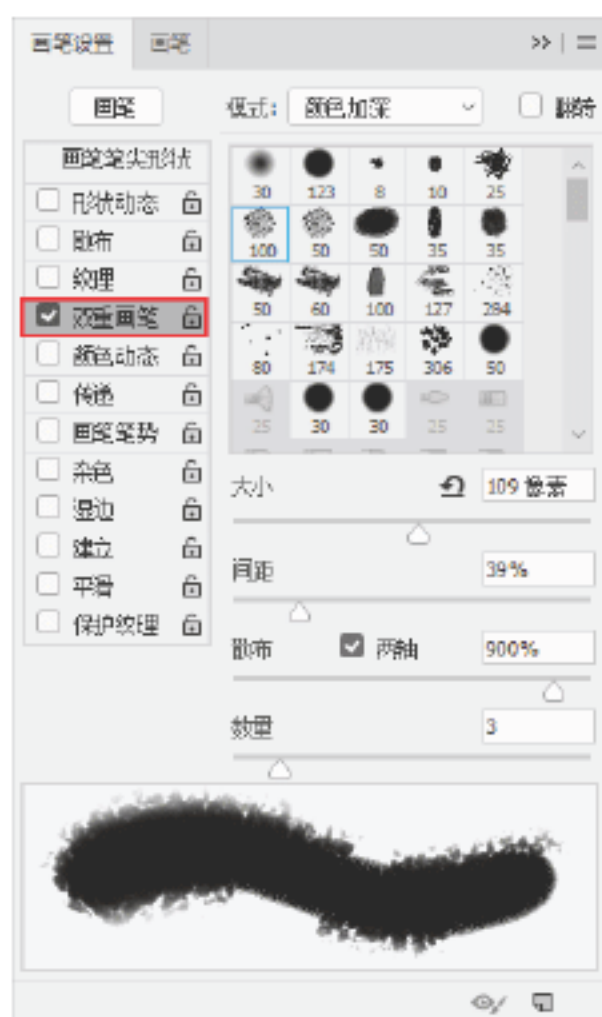 画笔设置 画笔
画笔 模式： 颜色加深 翻转
画笔笔尖形状
形状动态
散布
纹理
双重画笔
颜色动态
传递
画笔笔势
杂色
湿边
建立
平滑
保护纹理
30 123 8 10 25
100 50 50 35 35
50 60 100 127 284
80 174 175 306 50
25 30 30 25 25
大小 109 像素
间距 39%
散布 两轴 900%
数量 3